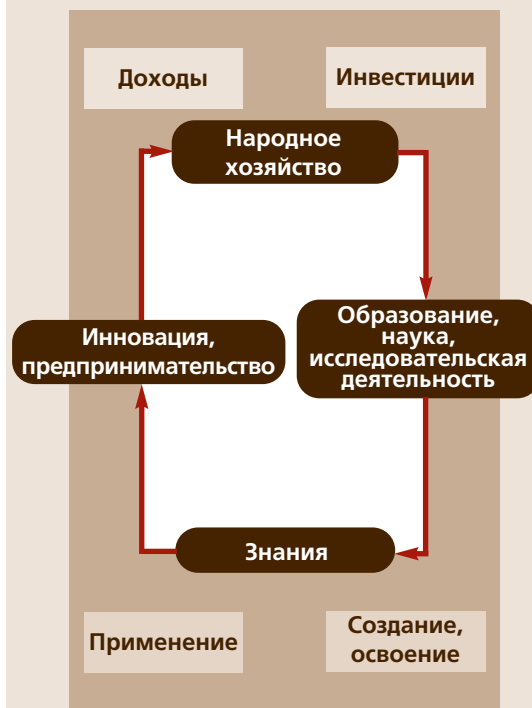 Доходы
Инвестиции
Народное
хозяйство
Инновация,
предпринимательство
Образование,
наука,
исследовательская
деятельность
Знания
Применение
Создание,
освоение